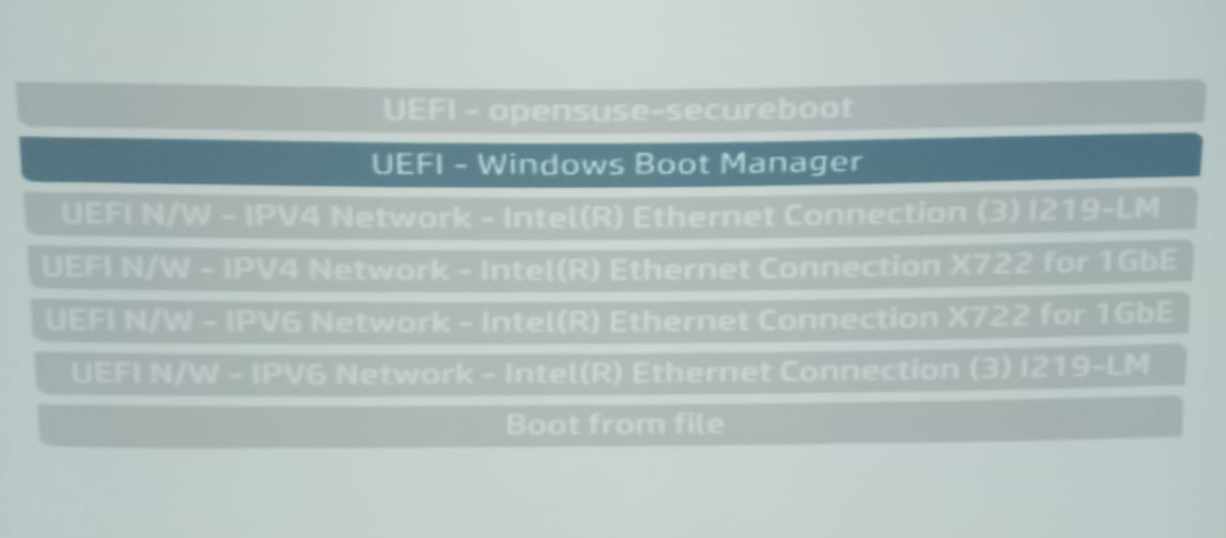 UEFI - opensuse-secureboot
UEFI - Windows Boot Manager
UEFI N/W - IPV4 Network - Intel(R) Ethernet Connection (3) I219-LM
UEFI N/W - IPV4 Network - Intel(R) Ethernet Connection X722 for 1GbE
UEFI N/W - IPV6 Network - Intel(R) Ethernet Connection X722 for 1GbE
UEFI N/W - IPV6 Network - Intel(R) Ethernet Connection (3) I219-LM
Boot from file